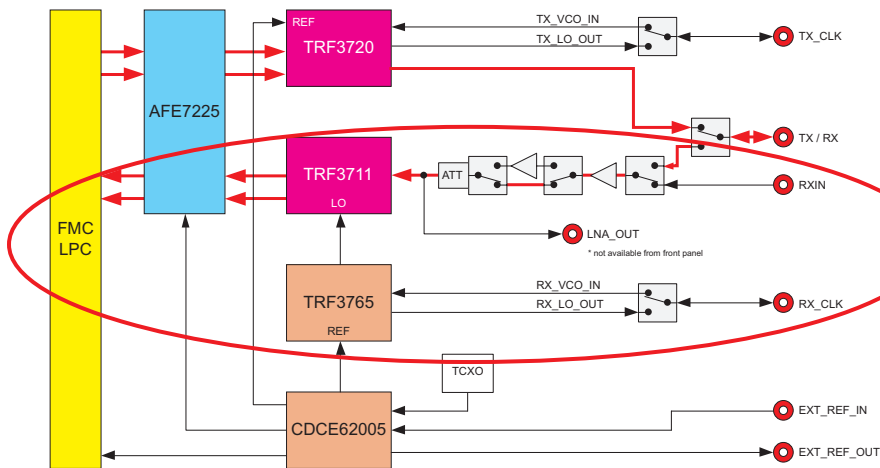 REF
TRF3720
TX_VCO_IN
TX_LO_OUT
TX_CLK
AFE7225
TX / RX
TRF3711
LO
ATT
RXIN
FMC
LPC
LNA_OUT
* not available from front panel
TRF3765
REF
RX_VCO_IN
RX_LO_OUT
RX_CLK
TCXO
CDCE62005
EXT_REF_IN
EXT_REF_OUT